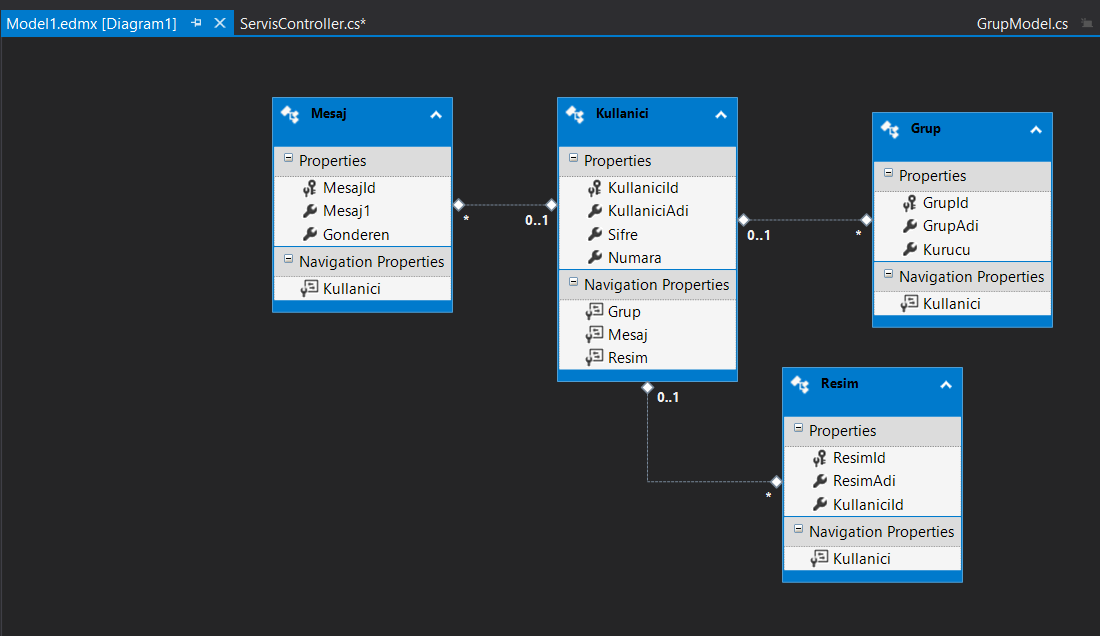 Model1.edmx [Diagram1] ServisController.cs* GrupModel.cs
Mesaj
Properties
MesajId
Mesaj1
Gonderen
Navigation Properties
Kullanici
*
0..1
Kullanici
Properties
KullaniciId
KullaniciAdi
Sifre
Numara
Navigation Properties
Grup
Mesaj
Resim
0..1
*
Grup
Properties
GrupId
GrupAdi
Kurucu
Navigation Properties
Kullanici
0..1
*
Resim
Properties
ResimId
ResimAdi
KullaniciId
Navigation Properties
Kullanici